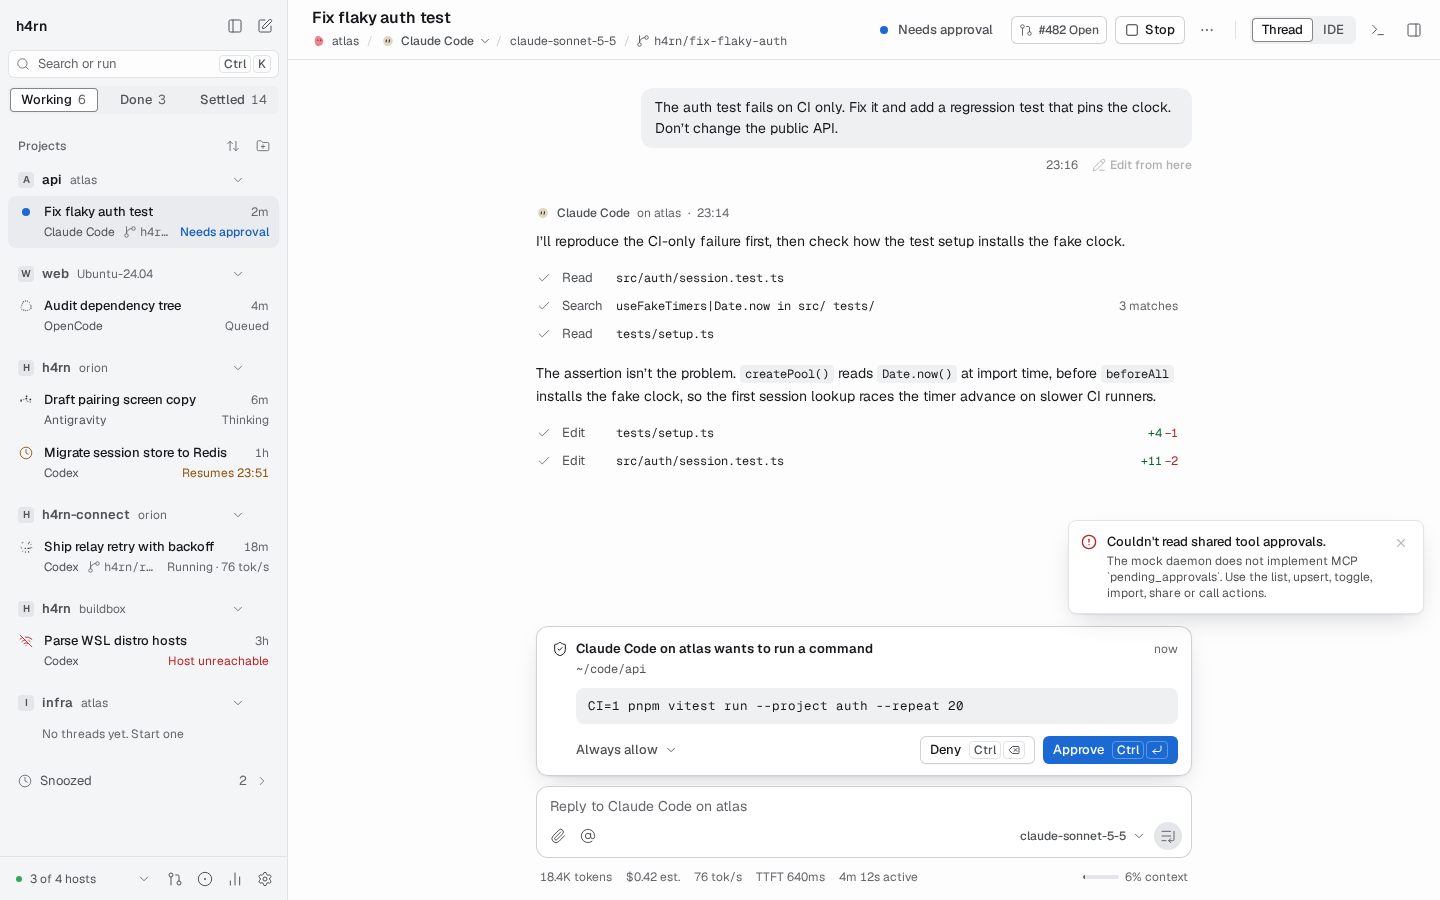 h4rn
Search or run Ctrl K
Working 6 Done 3 Settled 14
Projects
A api atlas
Fix flaky auth test 2m
Claude Code h4r… Needs approval
W web Ubuntu-24.04
Audit dependency tree 4m
OpenCode Queued
H h4rn orion
Draft pairing screen copy 6m
Antigravity Thinking
Migrate session store to Redis 1h
Codex Resumes 23:51
H h4rn-connect orion
Ship relay retry with backoff 18m
Codex h4rn/r… Running · 76 tok/s
H h4rn buildbox
Parse WSL distro hosts 3h
Codex Host unreachable
I infra atlas
No threads yet. Start one
Snoozed 2
3 of 4 hosts
Fix flaky auth test
atlas / Claude Code / claude-sonnet-5-5 / h4rn/fix-flaky-auth
Needs approval #482 Open Stop Thread IDE
The auth test fails on CI only. Fix it and add a regression test that pins the clock.
Don’t change the public API.
23:16 Edit from here
Claude Code on atlas · 23:14
I’ll reproduce the CI-only failure first, then check how the test setup installs the fake clock.
Read src/auth/session.test.ts
Search useFakeTimers|Date.now in src/ tests/ 3 matches
Read tests/setup.ts
The assertion isn’t the problem. createPool() reads Date.now() at import time, before beforeAll
installs the fake clock, so the first session lookup races the timer advance on slower CI runners.
Edit tests/setup.ts +4 −1
Edit src/auth/session.test.ts +11 −2
Couldn't read shared tool approvals.
The mock daemon does not implement MCP
`pending_approvals`. Use the list, upsert, toggle,
import, share or call actions.
Claude Code on atlas wants to run a command now
~/code/api
CI=1 pnpm vitest run --project auth --repeat 20
Always allow Deny Ctrl Approve Ctrl
Reply to Claude Code on atlas
claude-sonnet-5-5
18.4K tokens $0.42 est. 76 tok/s TTFT 640ms 4m 12s active 6% context